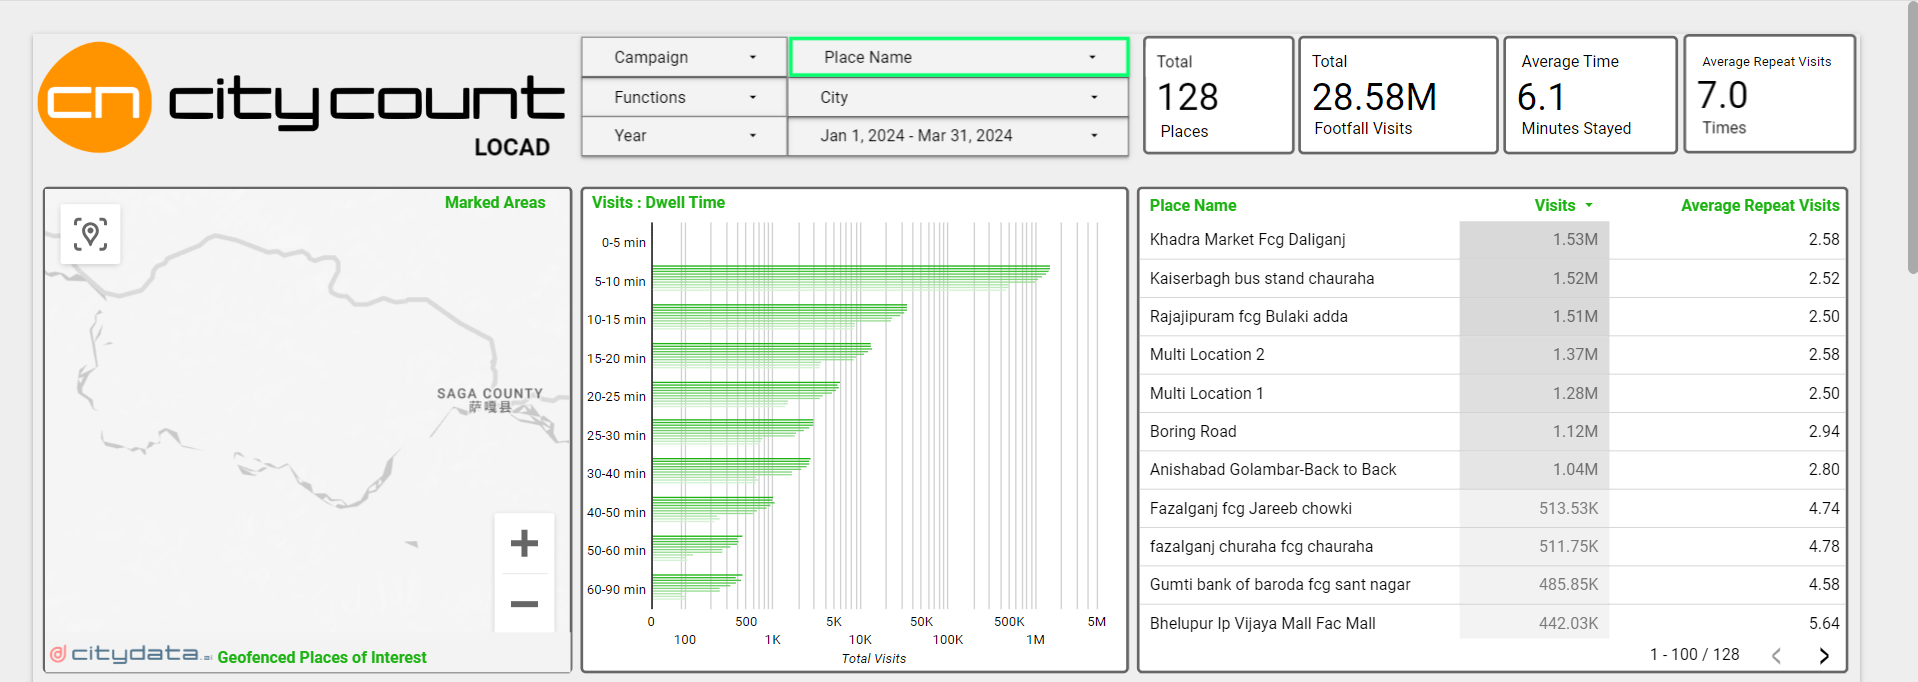 cn citycount
LOCAD
Campaign
Place Name
Functions
City
Year
Jan 1, 2024 - Mar 31, 2024
Total
128
Places
Total
28.58M
Footfall Visits
Average Time
6.1
Minutes Stayed
Average Repeat Visits
7.0
Times
Marked Areas
SAGA COUNTY
萨嘎县
citydata.ai
Geofenced Places of Interest
Visits : Dwell Time
0-5 min
5-10 min
10-15 min
15-20 min
20-25 min
25-30 min
30-40 min
40-50 min
50-60 min
60-90 min
0 500 5K 50K 500K 5M
100 1K 10K 100K 1M
Total Visits
Place Name Visits Average Repeat Visits
Khadra Market Fcg Daliganj 1.53M 2.58
Kaiserbagh bus stand chauraha 1.52M 2.52
Rajajipuram fcg Bulaki adda 1.51M 2.50
Multi Location 2 1.37M 2.58
Multi Location 1 1.28M 2.50
Boring Road 1.12M 2.94
Anishabad Golambar-Back to Back 1.04M 2.80
Fazalganj fcg Jareeb chowki 513.53K 4.74
fazalganj churaha fcg chauraha 511.75K 4.78
Gumti bank of baroda fcg sant nagar 485.85K 4.58
Bhelupur Ip Vijaya Mall Fac Mall 442.03K 5.64
1 - 100 / 128